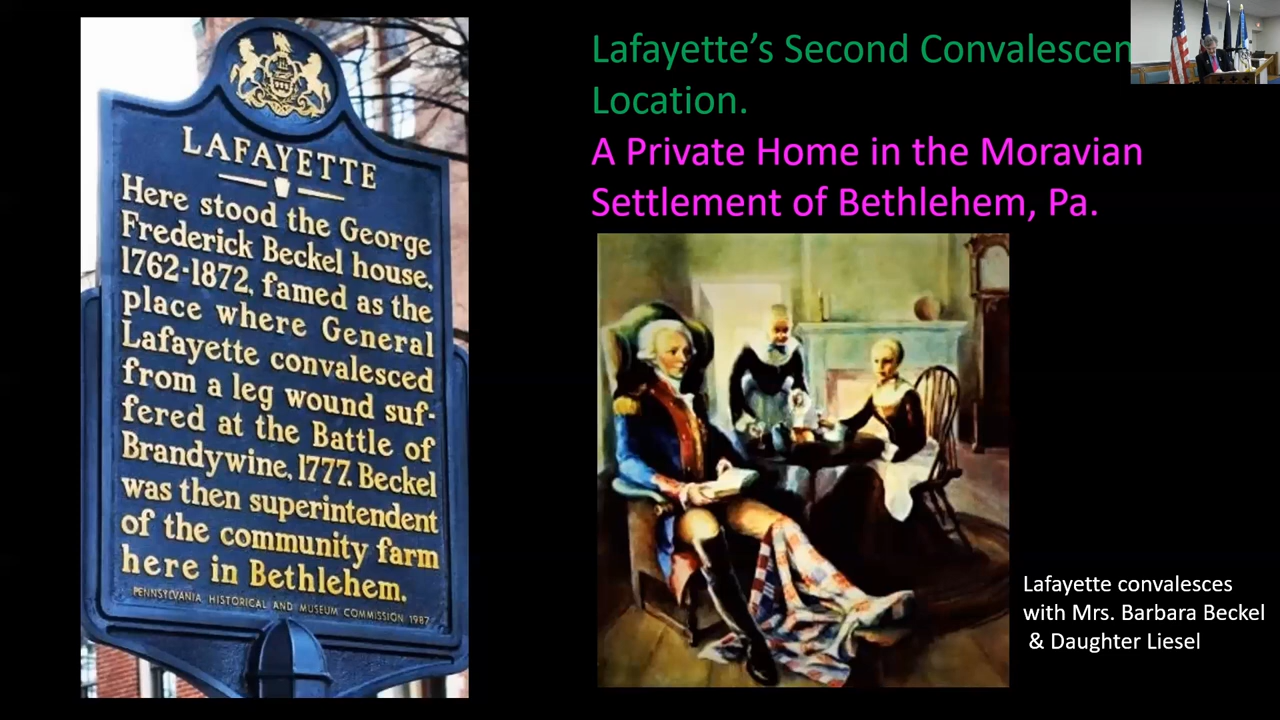 LAFAYETTE
Here stood the George
Frederick Beckel house,
1762-1872, famed as the
place where General
Lafayette convalesced
from a leg wound suf-
fered at the Battle of
Brandywine, 1777. Beckel
was then superintendent
of the community farm
here in Bethlehem.
PENNSYLVANIA HISTORICAL AND MUSEUM COMMISSION 1987
Lafayette’s Second Convalescen
Location.
A Private Home in the Moravian
Settlement of Bethlehem, Pa.
Lafayette convalesces
with Mrs. Barbara Beckel
& Daughter Liesel